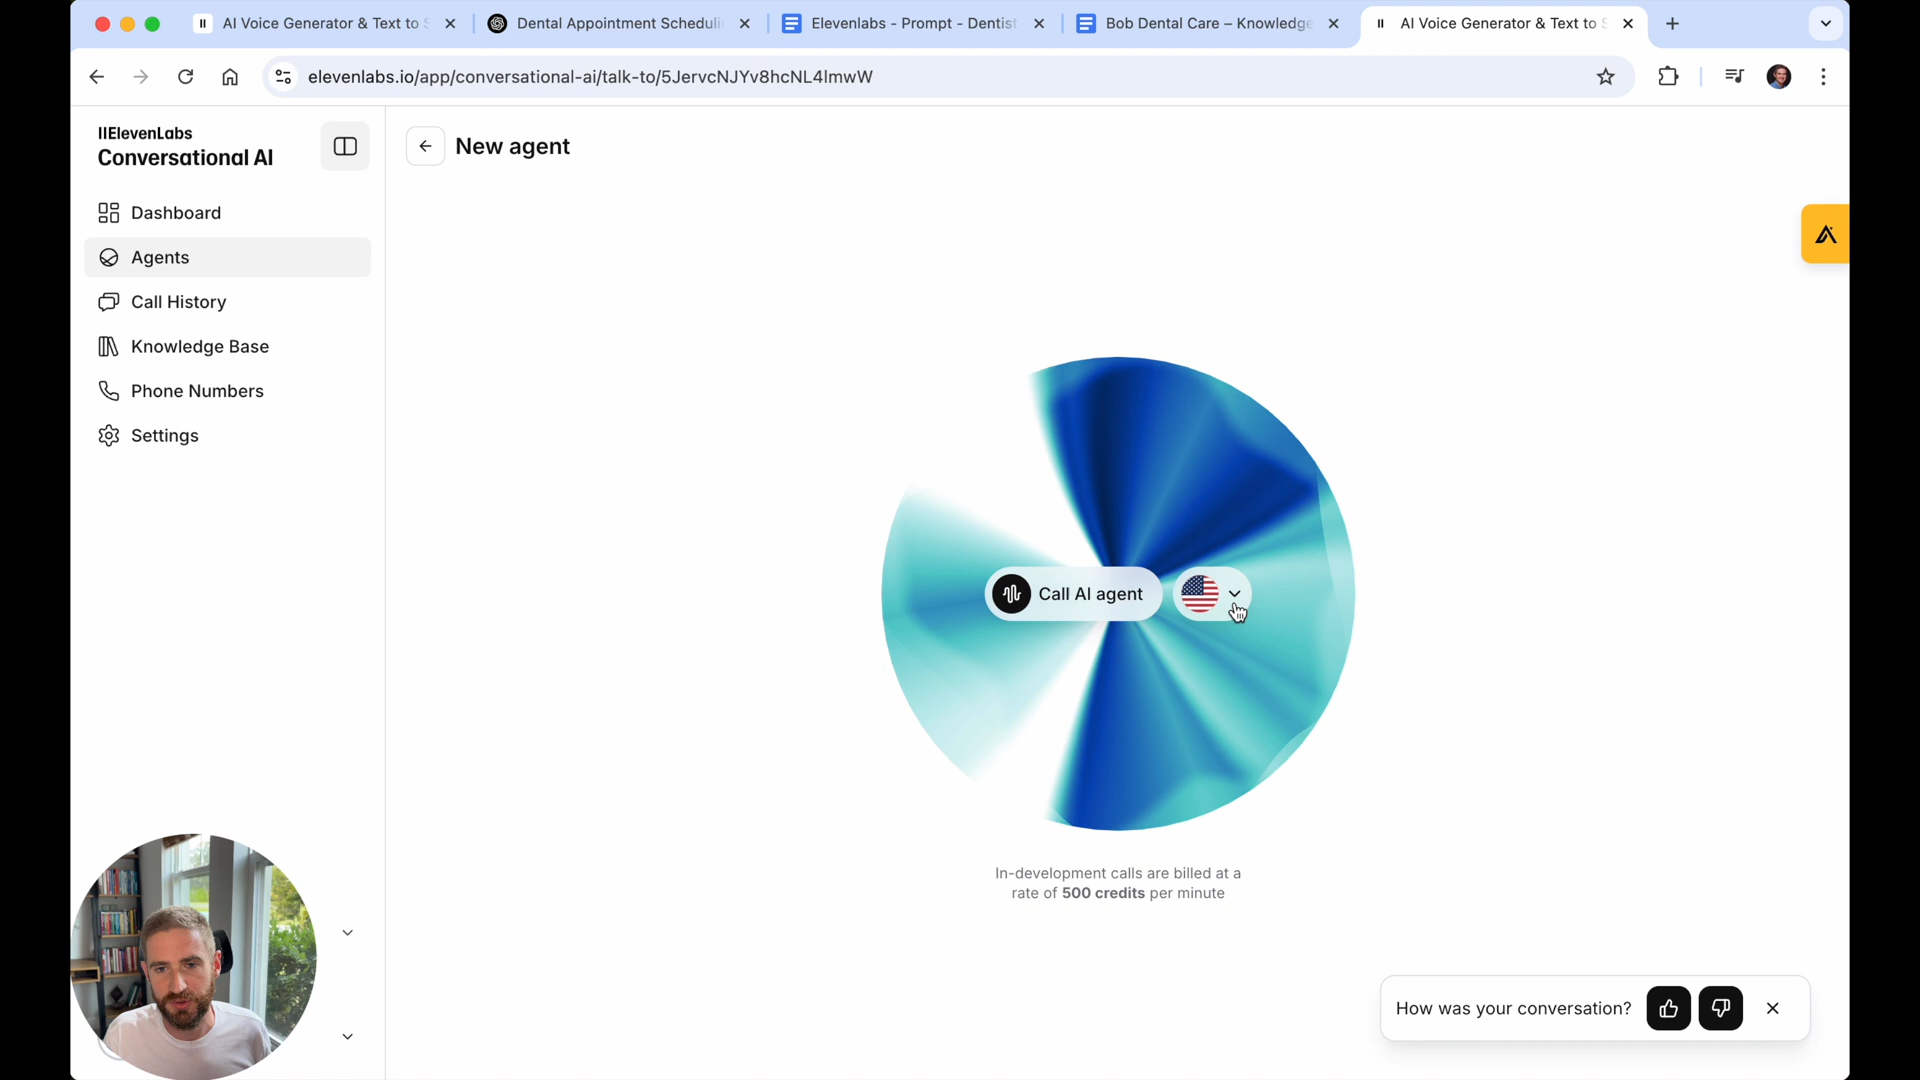 AI Voice Generator & Text to S
Dental Appointment Scheduli
Elevenlabs - Prompt - Dentist
Bob Dental Care – Knowledge
AI Voice Generator & Text to S
elevenlabs.io/app/conversational-ai/talk-to/5JervcNJYv8hcNL4lmwW
IIElevenLabs
Conversational AI
New agent
Dashboard
Agents
Call History
Knowledge Base
Phone Numbers
Settings
Call AI agent
In-development calls are billed at a
rate of 500 credits per minute
How was your conversation?